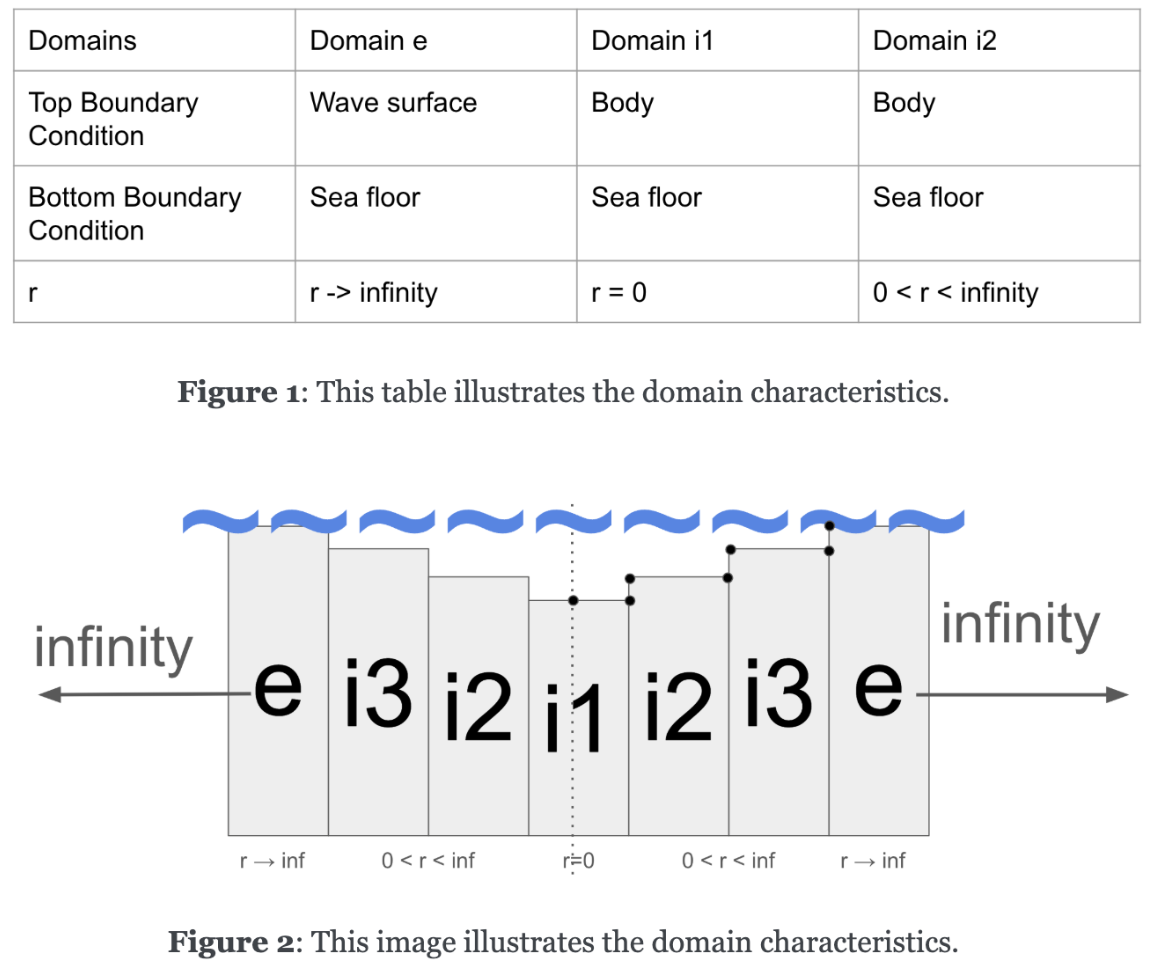 Domains Domain e Domain i1 Domain i2
Top Boundary Condition Wave surface Body Body
Bottom Boundary Condition Sea floor Sea floor Sea floor
r r -> infinity r = 0 0 < r < infinity
Figure 1: This table illustrates the domain characteristics.
infinity infinity
e i3 i2 i1 i2 i3 e
r → inf 0 < r < inf r=0 0 < r < inf r → inf
Figure 2: This image illustrates the domain characteristics.